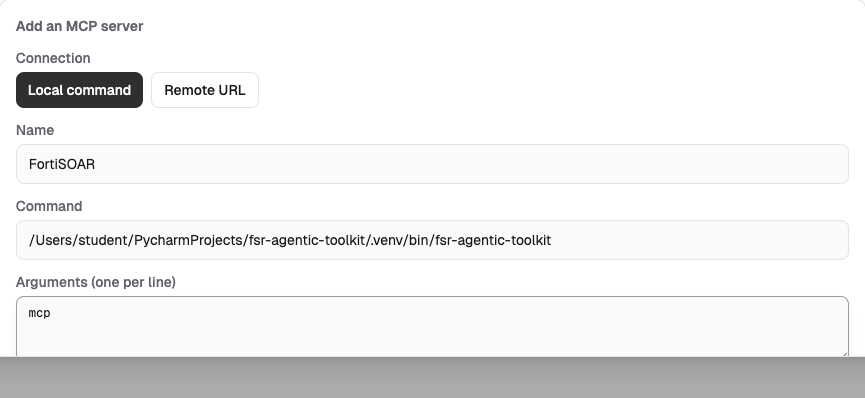 Add an MCP server
Connection
Local command
Remote URL
Name
FortiSOAR
Command
/Users/student/PycharmProjects/fsr-agentic-toolkit/.venv/bin/fsr-agentic-toolkit
Arguments (one per line)
mcp